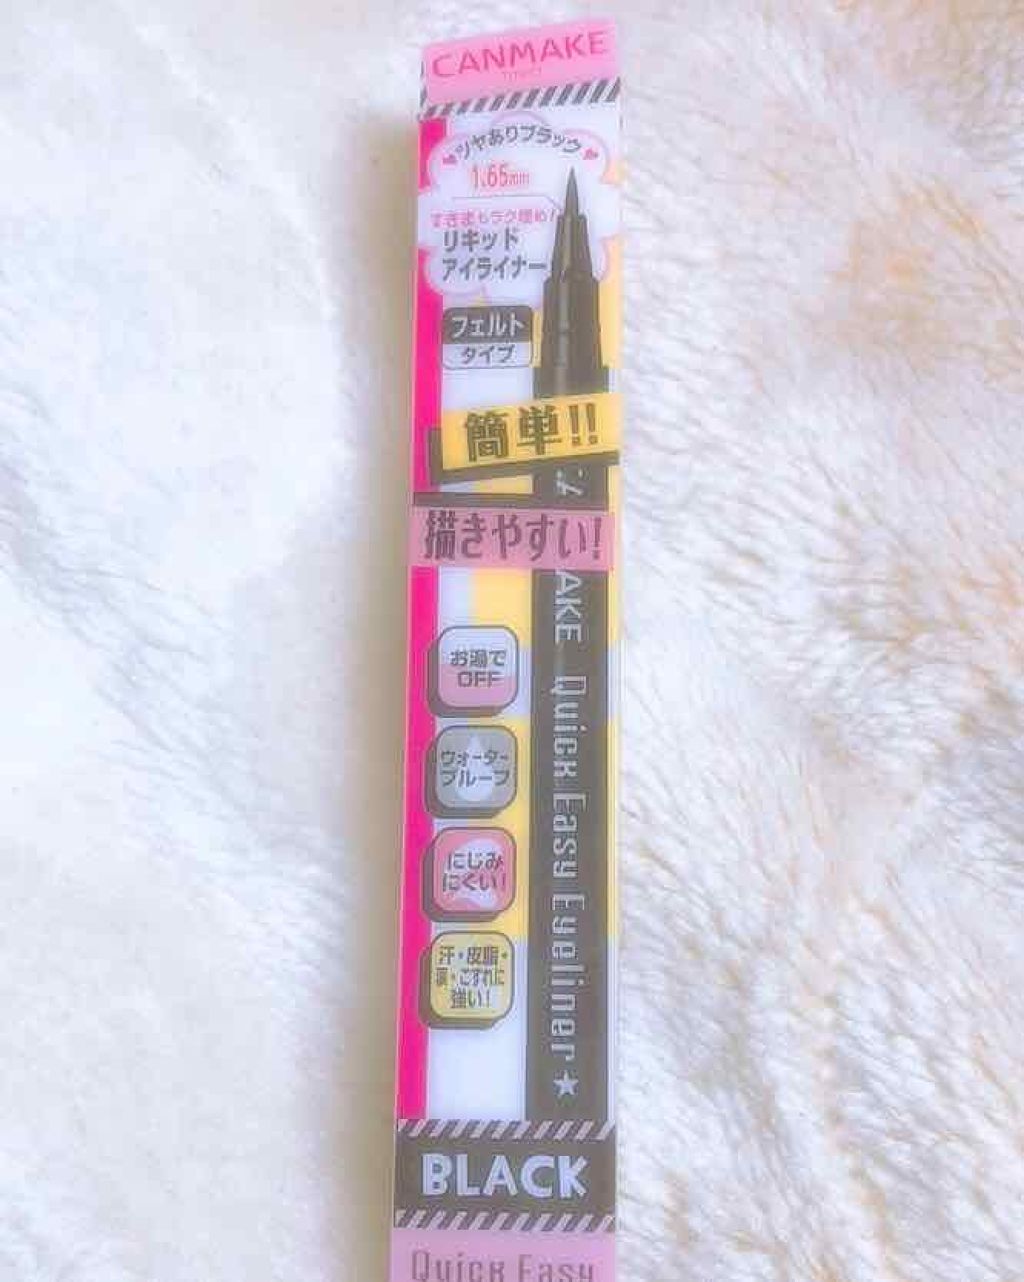 CANMAKE
TOKYO
ツヤありブラック
1.65mm
すきまもラク埋め!
リキッド
アイライナー
フェルト
タイプ
簡単!!
描きやすい!
AKE Quick Easy Eyeliner★
お湯で
OFF
ウォーター
プルーフ
にじみ
にくい!
汗・皮脂・
涙・こすれに
強い!
BLACK
Quick Easy